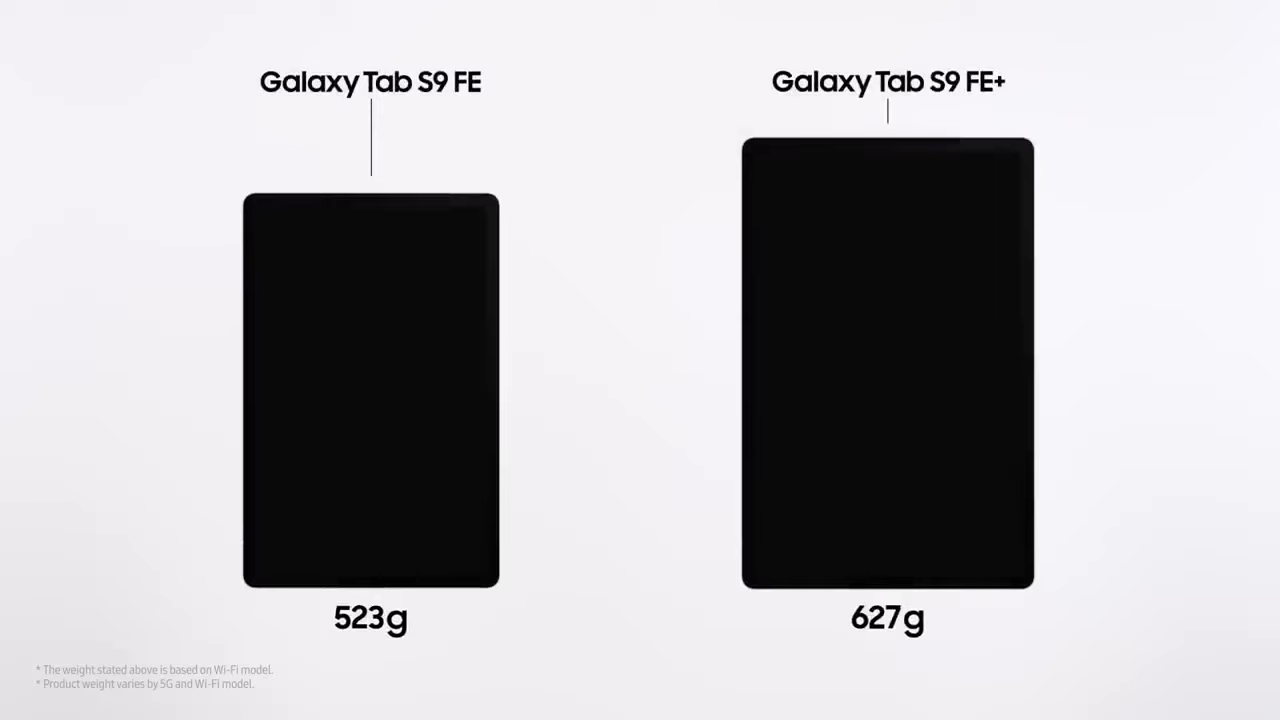 Galaxy Tab S9 FE
Galaxy Tab S9 FE+
523g
627g
* The weight stated above is based on Wi-Fi model.
* Product weight varies by 5G and Wi-Fi model.